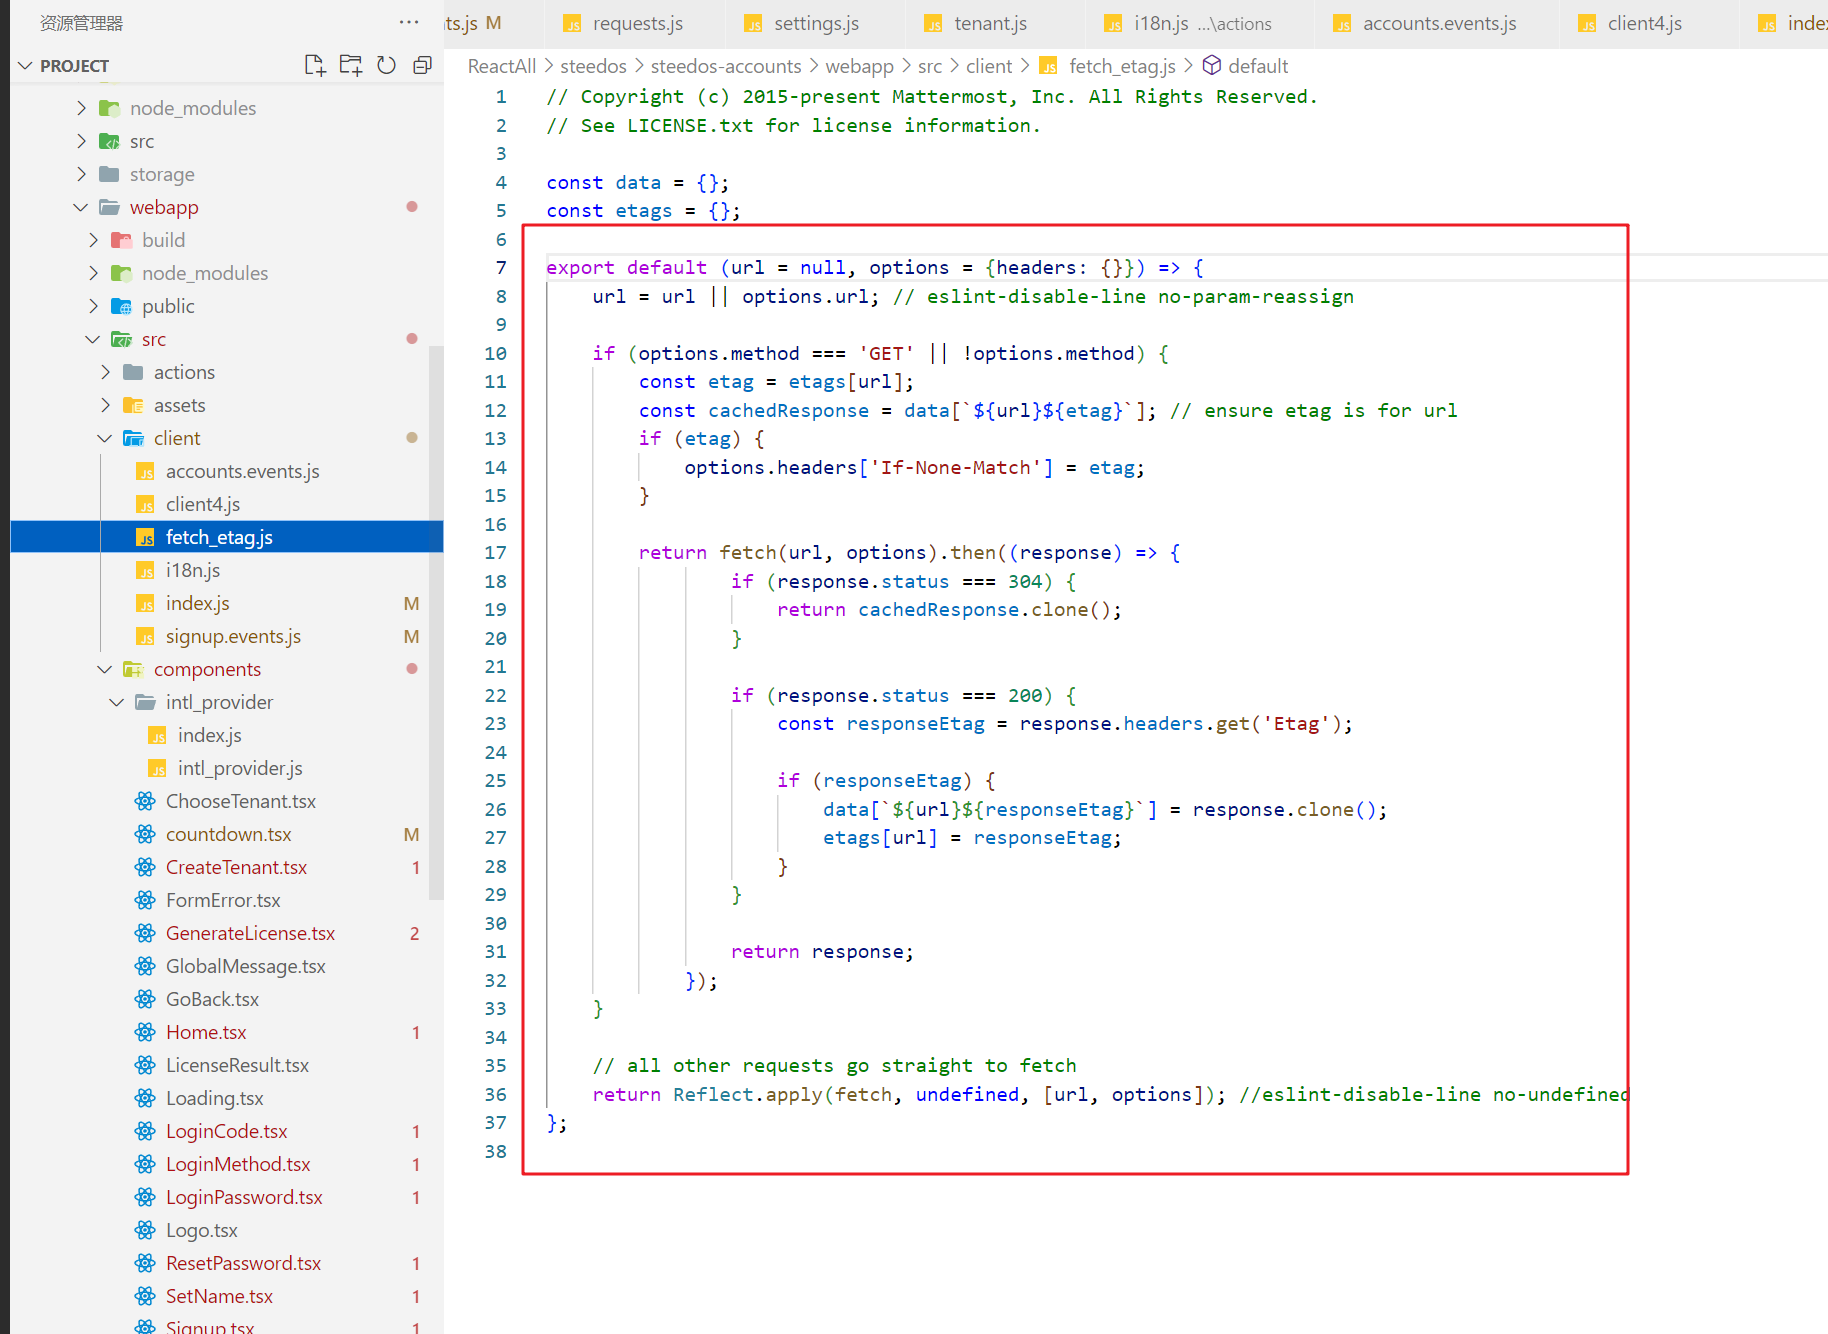 资源管理器
PROJECT
node_modules
src
storage
webapp
build
node_modules
public
src
actions
assets
client
accounts.events.js
client4.js
fetch_etag.js
i18n.js
index.js M
signup.events.js M
components
intl_provider
index.js
intl_provider.js
ChooseTenant.tsx
countdown.tsx M
CreateTenant.tsx 1
FormError.tsx
GenerateLicense.tsx 2
GlobalMessage.tsx
GoBack.tsx
Home.tsx 1
LicenseResult.tsx
Loading.tsx
LoginCode.tsx 1
LoginMethod.tsx 1
LoginPassword.tsx 1
Logo.tsx
ResetPassword.tsx 1
SetName.tsx 1
Signup.tsx 1
ts.js M requests.js settings.js tenant.js i18n.js ...\actions accounts.events.js client4.js index
ReactAll > steedos > steedos-accounts > webapp > src > client > fetch_etag.js > default
1 // Copyright (c) 2015-present Mattermost, Inc. All Rights Reserved.
2 // See LICENSE.txt for license information.
3
4 const data = {};
5 const etags = {};
6
7 export default (url = null, options = {headers: {}}) => {
8 url = url || options.url; // eslint-disable-line no-param-reassign
9
10 if (options.method === 'GET' || !options.method) {
11 const etag = etags[url];
12 const cachedResponse = data[`${url}${etag}`]; // ensure etag is for url
13 if (etag) {
14 options.headers['If-None-Match'] = etag;
15 }
16
17 return fetch(url, options).then((response) => {
18 if (response.status === 304) {
19 return cachedResponse.clone();
20 }
21
22 if (response.status === 200) {
23 const responseEtag = response.headers.get('Etag');
24
25 if (responseEtag) {
26 data[`${url}${responseEtag}`] = response.clone();
27 etags[url] = responseEtag;
28 }
29 }
30
31 return response;
32 });
33 }
34
35 // all other requests go straight to fetch
36 return Reflect.apply(fetch, undefined, [url, options]); //eslint-disable-line no-undefined
37 };
38